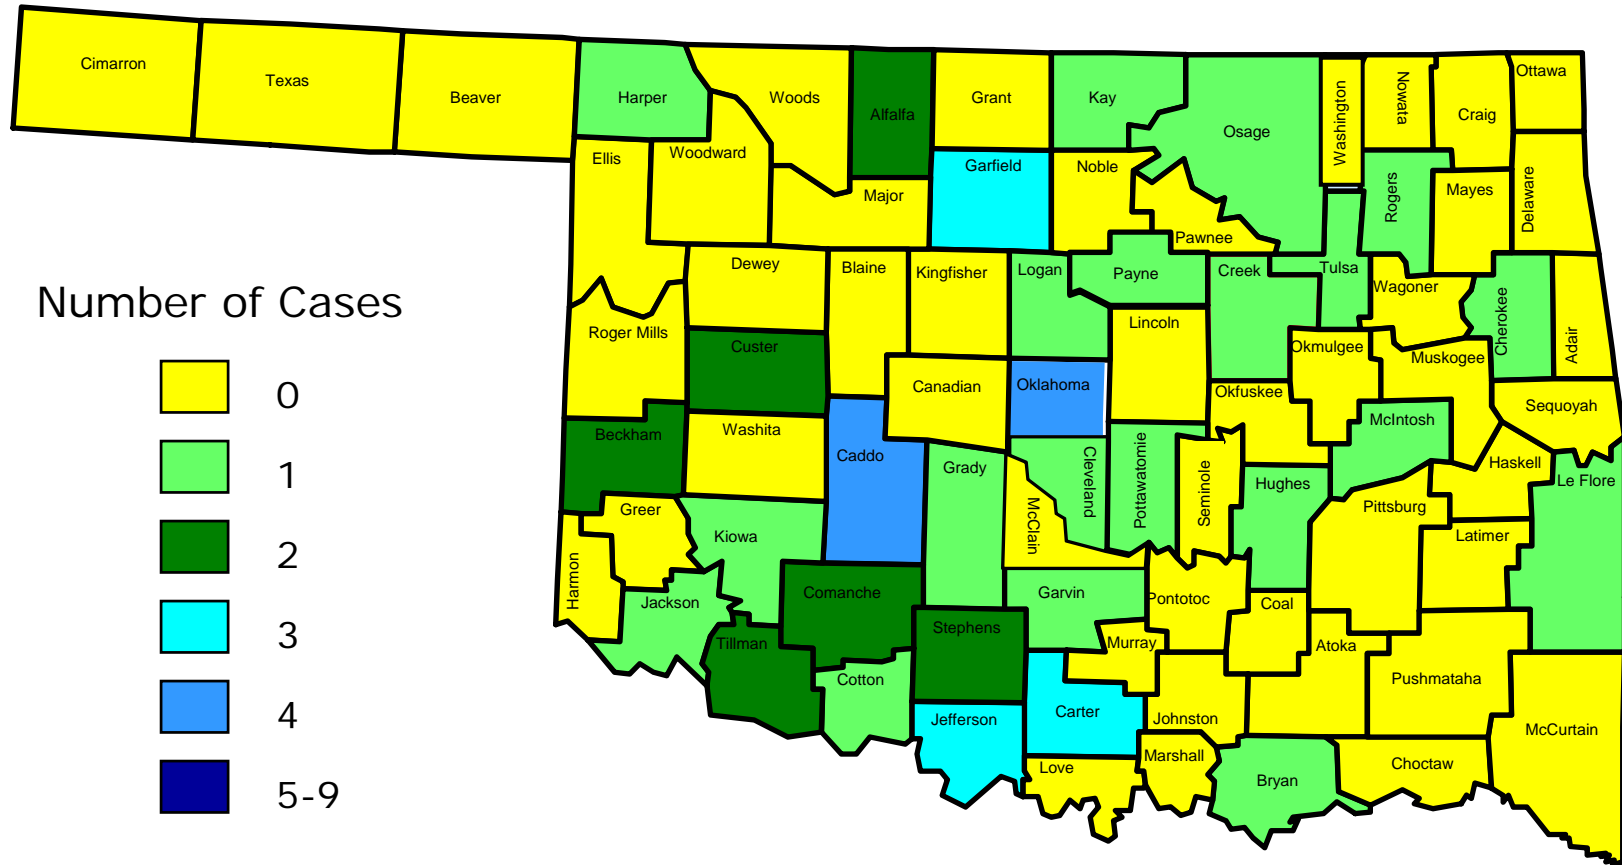 Cimarron
Texas
Beaver
Harper
Woods
Alfalfa
Grant
Kay
Osage
Washington
Nowata
Craig
Ottawa
Ellis
Woodward
Major
Garfield
Noble
Pawnee
Rogers
Mayes
Delaware
Dewey
Blaine
Kingfisher
Logan
Payne
Creek
Tulsa
Wagoner
Cherokee
Adair
Number of Cases
0
1
2
3
4
5-9
Roger Mills
Custer
Canadian
Oklahoma
Lincoln
Okmulgee
Muskogee
Okfuskee
Sequoyah
Beckham
Washita
Caddo
Grady
Cleveland
Pottawatomie
Seminole
Hughes
McIntosh
Haskell
Le Flore
Greer
Kiowa
McClain
Pittsburg
Latimer
Harmon
Jackson
Comanche
Garvin
Pontotoc
Coal
Tillman
Stephens
Murray
Atoka
Cotton
Pushmataha
Jefferson
Carter
Johnston
McCurtain
Love
Marshall
Bryan
Choctaw